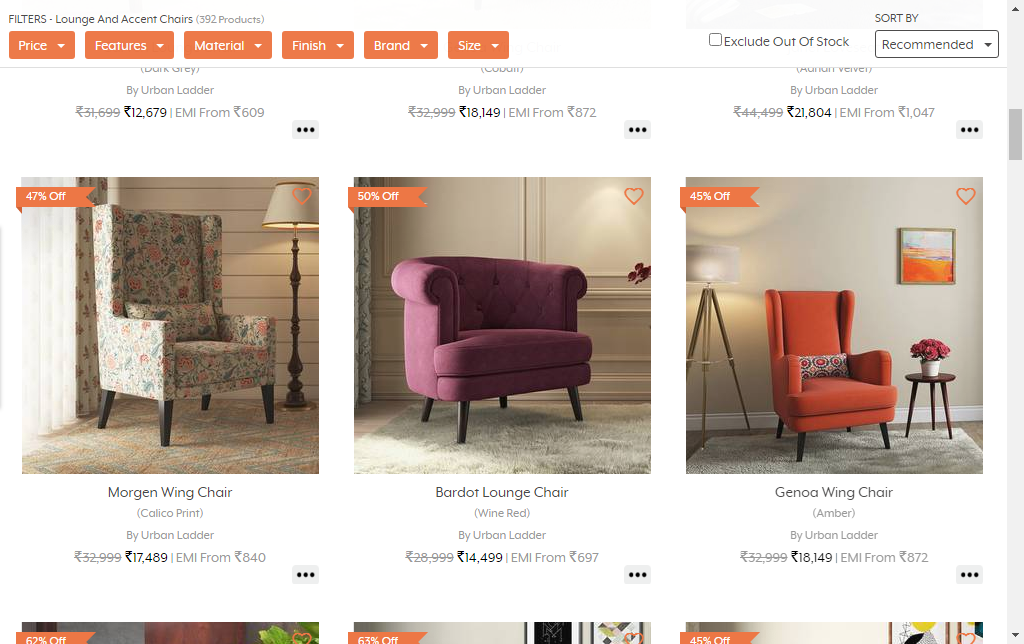 FILTERS - Lounge And Accent Chairs (392 Products)
SORT BY
Price
Features
Material
Finish
Brand
Size
Exclude Out Of Stock
Recommended
(Dark Grey)
(Cobalt)
(Adrian Velvet)
By Urban Ladder
By Urban Ladder
By Urban Ladder
₹31,699 ₹12,679 | EMI From ₹609
₹32,999 ₹18,149 | EMI From ₹872
₹44,499 ₹21,804 | EMI From ₹1,047
47% Off
50% Off
45% Off
Morgen Wing Chair
(Calico Print)
By Urban Ladder
₹32,999 ₹17,489 | EMI From ₹840
Bardot Lounge Chair
(Wine Red)
By Urban Ladder
₹28,999 ₹14,499 | EMI From ₹697
Genoa Wing Chair
(Amber)
By Urban Ladder
₹32,999 ₹18,149 | EMI From ₹872
62% Off
63% Off
45% Off